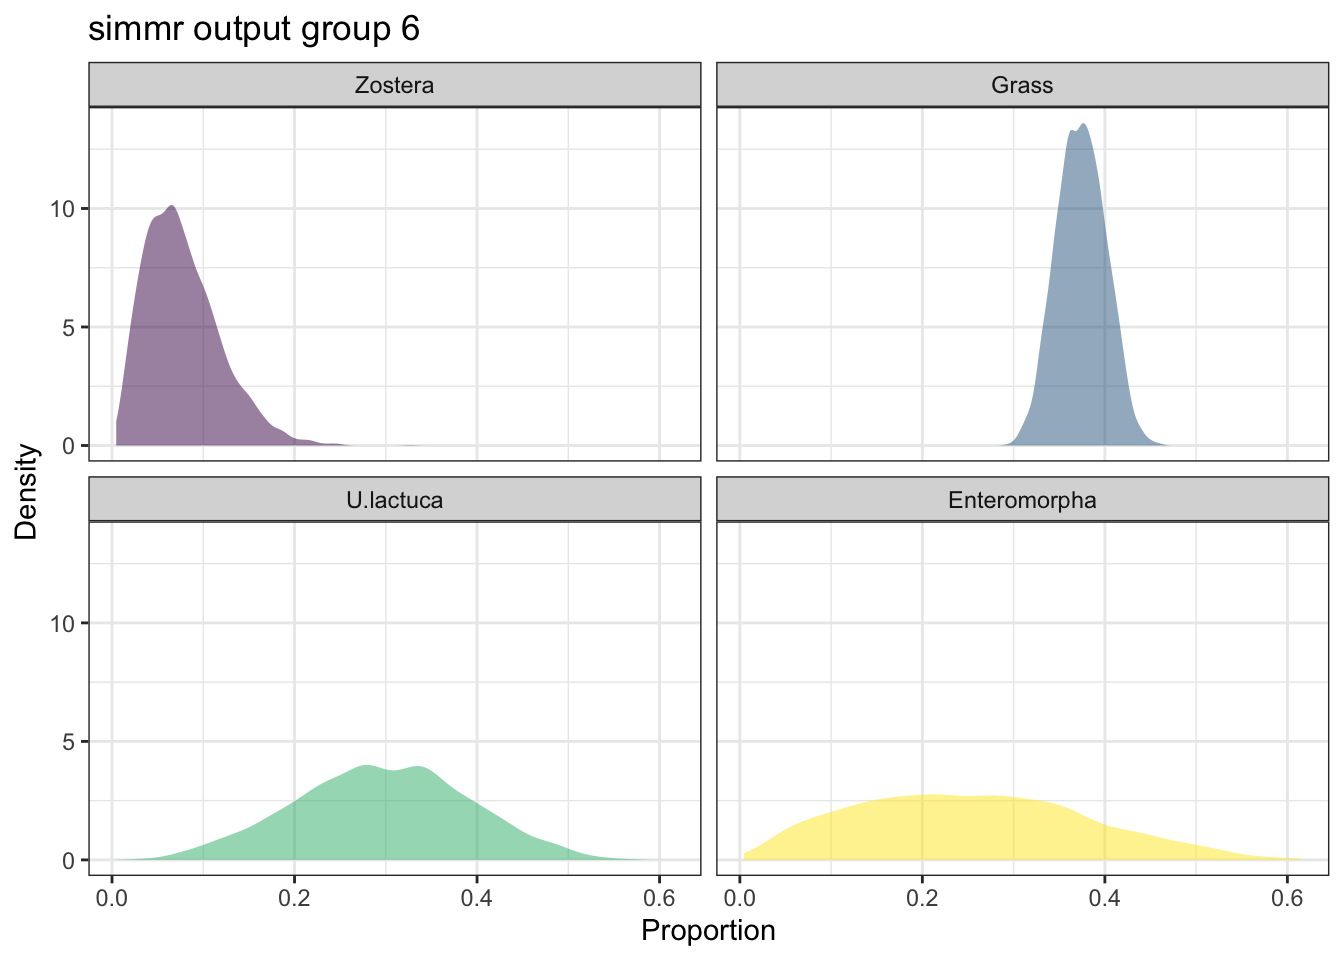 simmr output group 6
Zostera
Grass
10
5
0
U.lactuca
Enteromorpha
10
5
0
Density
0.0 0.2 0.4 0.6 0.0 0.2 0.4 0.6
Proportion